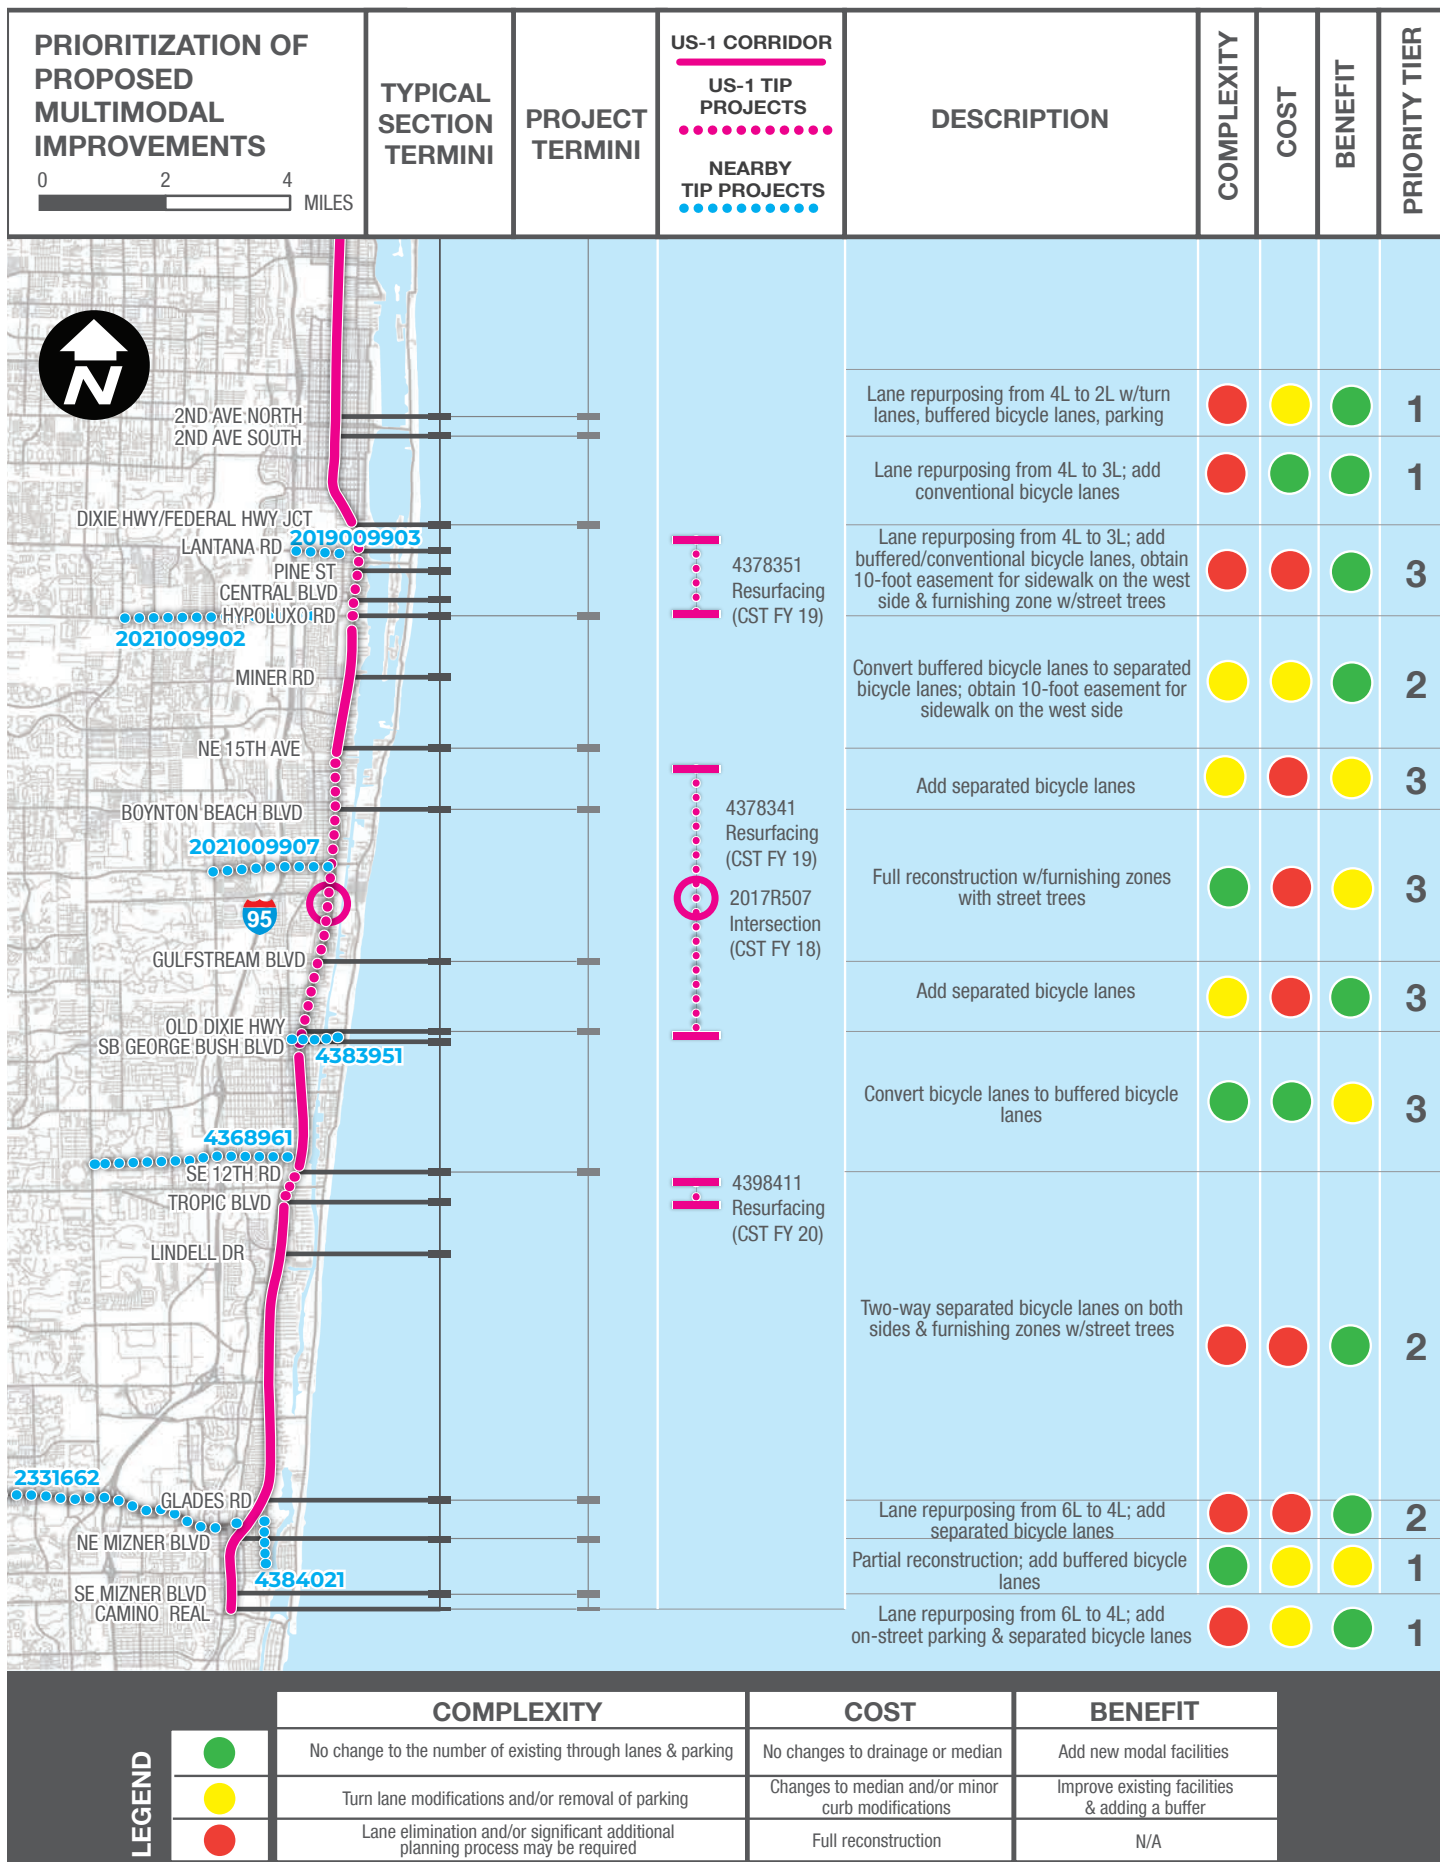 PRIORITIZATION OF
PROPOSED
MULTIMODAL
IMPROVEMENTS
0 2 4
MILES
TYPICAL
SECTION
TERMINI
PROJECT
TERMINI
US-1 CORRIDOR
US-1 TIP
PROJECTS
NEARBY
TIP PROJECTS
DESCRIPTION
COMPLEXITY
COST
BENEFIT
PRIORITY TIER
N
2ND AVE NORTH
2ND AVE SOUTH
DIXIE HWY/FEDERAL HWY JCT
2019009903
LANTANA RD
PINE ST
CENTRAL BLVD
HYPOLUXO RD
2021009902
MINER RD
NE 15TH AVE
BOYNTON BEACH BLVD
2021009907
95
GULFSTREAM BLVD
OLD DIXIE HWY
SB GEORGE BUSH BLVD
4383951
4368961
SE 12TH RD
TROPIC BLVD
LINDELL DR
2331662
GLADES RD
NE MIZNER BLVD
4384021
SE MIZNER BLVD
CAMINO REAL
4378351
Resurfacing
(CST FY 19)
4378341
Resurfacing
(CST FY 19)
2017R507
Intersection
(CST FY 18)
4398411
Resurfacing
(CST FY 20)
Lane repurposing from 4L to 2L w/turn
lanes, buffered bicycle lanes, parking
1
Lane repurposing from 4L to 3L; add
conventional bicycle lanes
1
Lane repurposing from 4L to 3L; add
buffered/conventional bicycle lanes, obtain
10-foot easement for sidewalk on the west
side & furnishing zone w/street trees
3
Convert buffered bicycle lanes to separated
bicycle lanes; obtain 10-foot easement for
sidewalk on the west side
2
Add separated bicycle lanes
3
Full reconstruction w/furnishing zones
with street trees
3
Add separated bicycle lanes
3
Convert bicycle lanes to buffered bicycle
lanes
3
Two-way separated bicycle lanes on both
sides & furnishing zones w/street trees
2
Lane repurposing from 6L to 4L; add
separated bicycle lanes
2
Partial reconstruction; add buffered bicycle
lanes
1
Lane repurposing from 6L to 4L; add
on-street parking & separated bicycle lanes
1
LEGEND
COMPLEXITY COST BENEFIT
No change to the number of existing through lanes & parking
No changes to drainage or median
Add new modal facilities
Turn lane modifications and/or removal of parking
Changes to median and/or minor
curb modifications
Improve existing facilities
& adding a buffer
Lane elimination and/or significant additional
planning process may be required
Full reconstruction
N/A